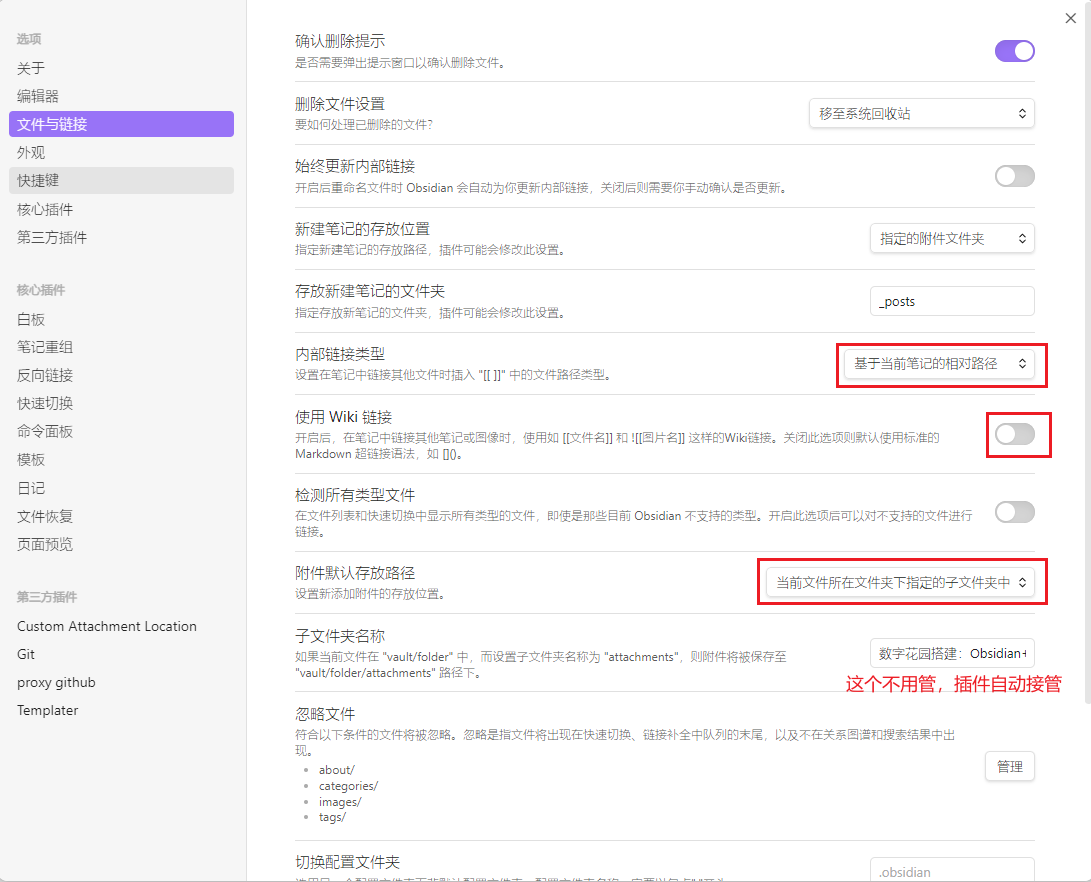 选项
关于
编辑器
文件与链接
外观
快捷键
核心插件
第三方插件
核心插件
白板
笔记重组
反向链接
快速切换
命令面板
模板
日记
文件恢复
页面预览
第三方插件
Custom Attachment Location
Git
proxy github
Templater
确认删除提示
是否需要弹出提示窗口以确认删除文件。
删除文件设置
要如何处理已删除的文件？
移至系统回收站
始终更新内部链接
开启后重命名文件时 Obsidian 会自动为你更新内部链接，关闭后则需要你手动确认是否更新。
新建笔记的存放位置
指定新建笔记的存放路径，插件可能会修改此设置。
指定的附件文件夹
存放新建笔记的文件夹
指定存放新笔记的文件夹，插件可能会修改此设置。
_posts
内部链接类型
设置在笔记中链接其他文件时插入 "[[ ]]" 中的文件路径类型。
基于当前笔记的相对路径
使用 Wiki 链接
开启后，在笔记中链接其他笔记或图像时，使用如 [[文件名]] 和 ![[图片名]] 这样的Wiki链接。关闭此选项则默认使用标准的
Markdown 超链接语法，如 []()。
检测所有类型文件
在文件列表和快速切换中显示所有类型的文件，即使是那些目前 Obsidian 不支持的类型。开启此选项后可以对不支持的文件进行
链接。
附件默认存放路径
设置新添加附件的存放位置。
当前文件所在文件夹下指定的子文件夹中
子文件夹名称
如果当前文件在 "vault/folder" 中，而设置子文件夹名称为 "attachments"，则附件将被保存至
"vault/folder/attachments" 路径下。
数字花园搭建：Obsidian+
这个不用管，插件自动接管
忽略文件
符合以下条件的文件将被忽略。忽略是指文件将出现在快速切换、链接补全中队列的末尾，以及不在关系图谱和搜索结果中出
现。
about/
categories/
images/
tags/
管理
切换配置文件夹
.obsidian